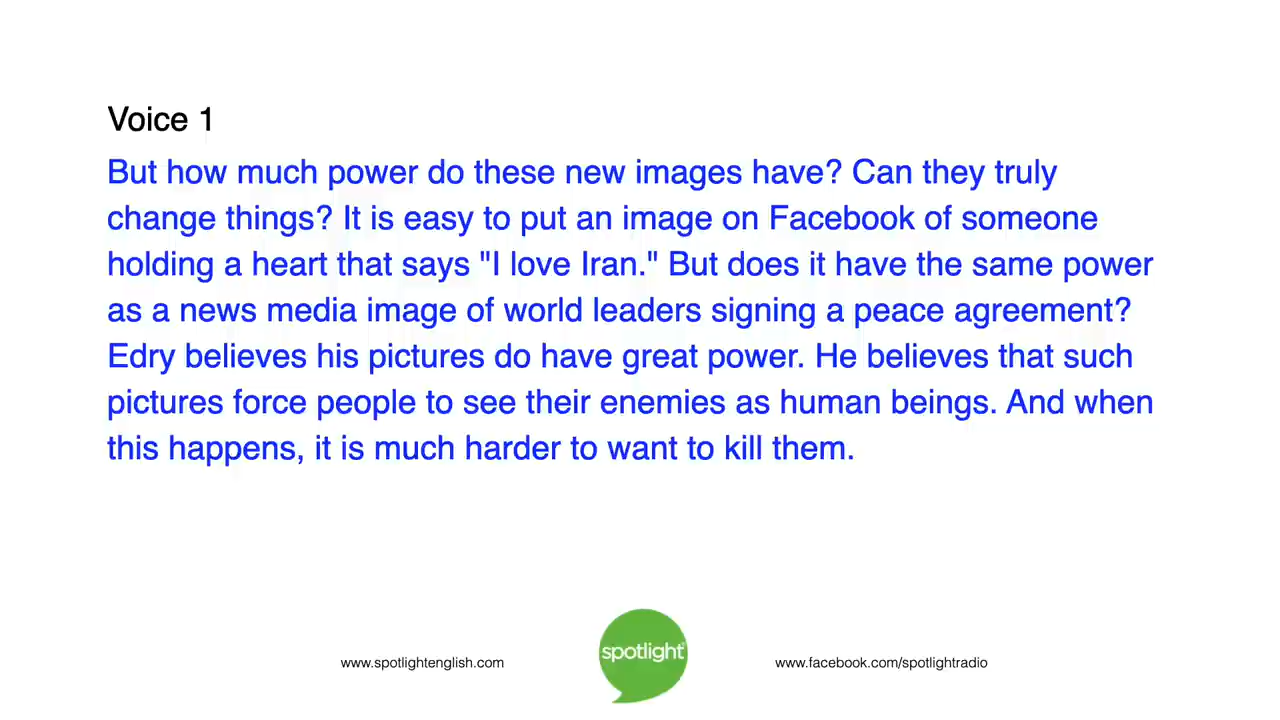 Voice 1
But how much power do these new images have? Can they truly
change things? It is easy to put an image on Facebook of someone
holding a heart that says "I love Iran." But does it have the same power
as a news media image of world leaders signing a peace agreement?
Edry believes his pictures do have great power. He believes that such
pictures force people to see their enemies as human beings. And when
this happens, it is much harder to want to kill them.
www.spotlightenglish.com
spotlight
www.facebook.com/spotlightradio